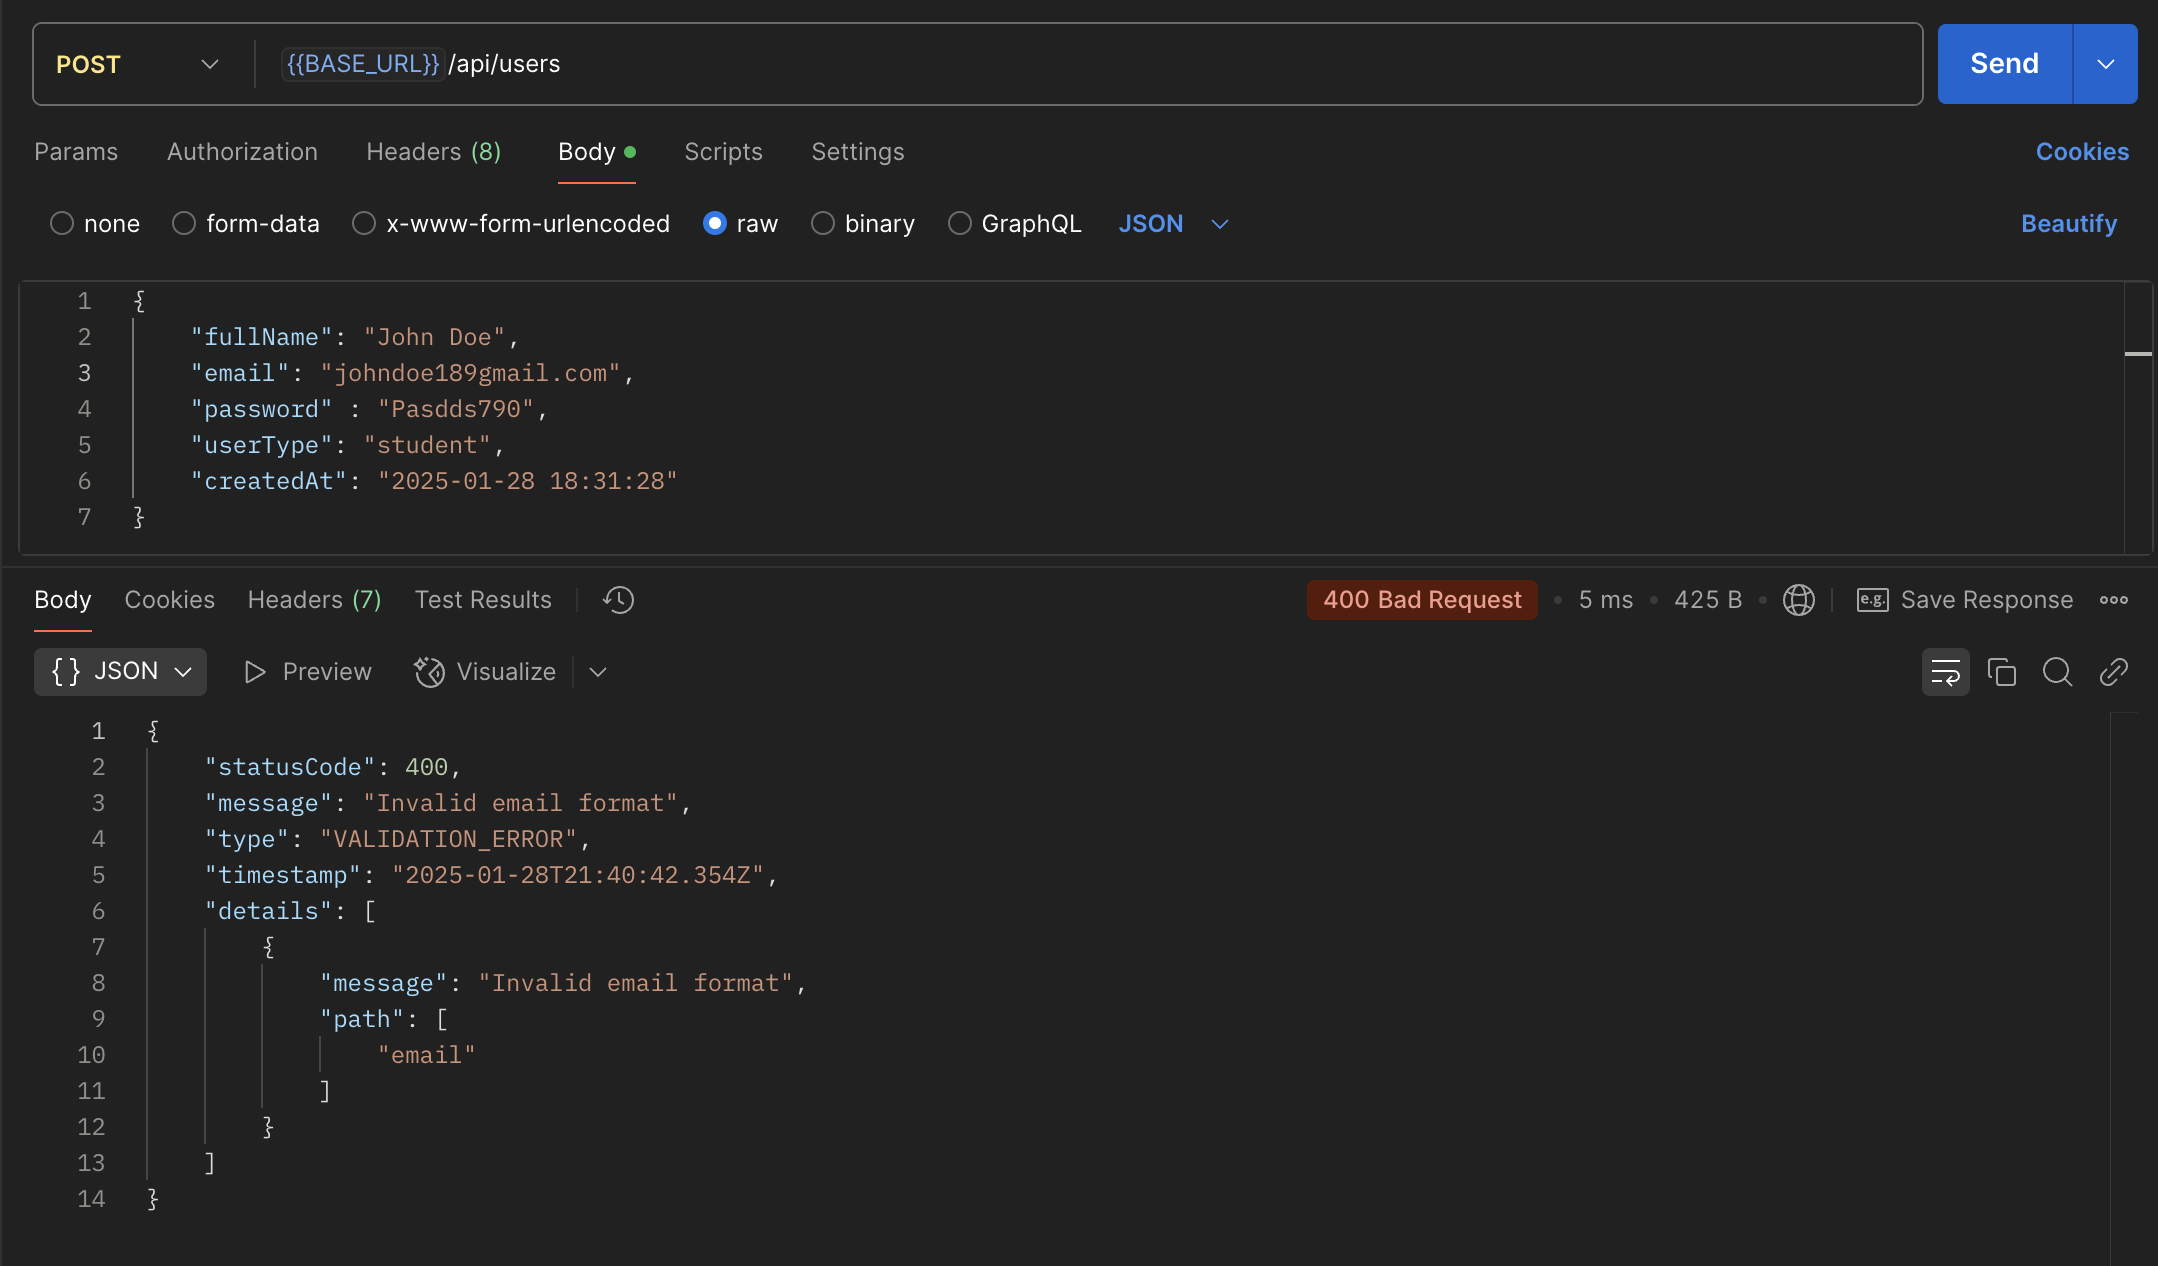 POST {{BASE_URL}}/api/users Send
Params Authorization Headers (8) Body Scripts Settings Cookies
none form-data x-www-form-urlencoded raw binary GraphQL JSON Beautify
1 {
2 "fullName": "John Doe",
3 "email": "johndoe189gmail.com",
4 "password" : "Pasdds790",
5 "userType": "student",
6 "createdAt": "2025-01-28 18:31:28"
7 }
Body Cookies Headers (7) Test Results 400 Bad Request • 5 ms • 425 B • e.g. Save Response
{} JSON Preview Visualize
1 {
2 "statusCode": 400,
3 "message": "Invalid email format",
4 "type": "VALIDATION_ERROR",
5 "timestamp": "2025-01-28T21:40:42.354Z",
6 "details": [
7 {
8 "message": "Invalid email format",
9 "path": [
10 "email"
11 ]
12 }
13 ]
14 }